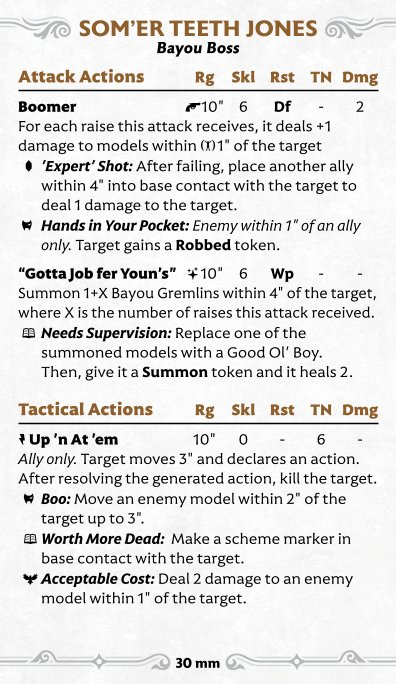 SOM'ER TEETH JONES
Bayou Boss
Attack Actions Rg Skl Rst TN Dmg
Boomer 10" 6 Df - 2
For each raise this attack receives, it deals +1
damage to models within 1" of the target
'Expert' Shot: After failing, place another ally
within 4" into base contact with the target to
deal 1 damage to the target.
Hands in Your Pocket: Enemy within 1" of an ally
only. Target gains a Robbed token.
“Gotta Job fer Youn's” 10" 6 Wp - -
Summon 1+X Bayou Gremlins within 4" of the target,
where X is the number of raises this attack received.
Needs Supervision: Replace one of the
summoned models with a Good Ol' Boy.
Then, give it a Summon token and it heals 2.
Tactical Actions Rg Skl Rst TN Dmg
Up 'n At 'em 10" 0 - 6 -
Ally only. Target moves 3" and declares an action.
After resolving the generated action, kill the target.
Boo: Move an enemy model within 2" of the
target up to 3".
Worth More Dead: Make a scheme marker in
base contact with the target.
Acceptable Cost: Deal 2 damage to an enemy
model within 1" of the target.
30 mm